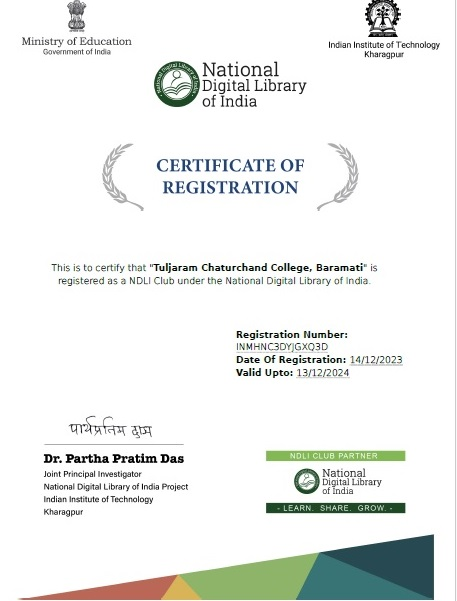 Ministry of Education
Government of India
Indian Institute of Technology
Kharagpur
National
Digital Library
of India
CERTIFICATE OF
REGISTRATION
This is to certify that "Tuljaram Chaturchand College, Baramati" is
registered as a NDLI Club under the National Digital Library of India.
Registration Number:
INMHNC3DYJGXQ3D
Date Of Registration: 14/12/2023
Valid Upto: 13/12/2024
पार्थप्रतिम दास
Dr. Partha Pratim Das
Joint Principal Investigator
National Digital Library of India Project
Indian Institute of Technology
Kharagpur
NDLI CLUB PARTNER
National
Digital Library
of India
- LEARN. SHARE. GROW. -